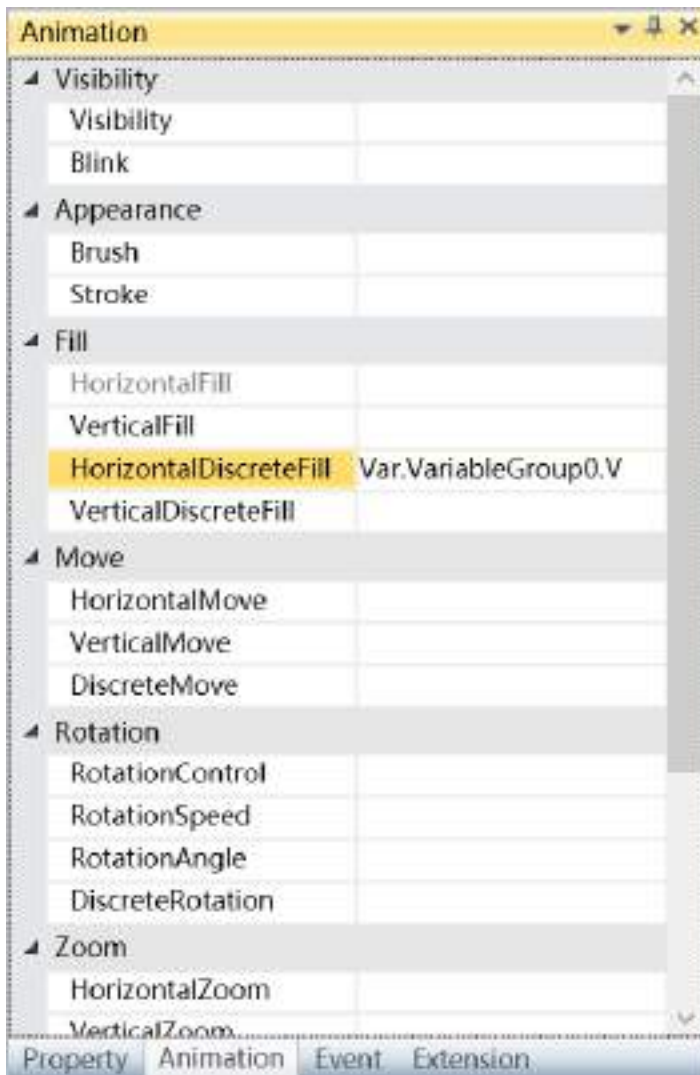 Animation
Visibility
Visibility
Blink
Appearance
Brush
Stroke
Fill
HorizontalFill
VerticalFill
HorizontalDiscreteFill Var.VariableGroup0.V
VerticalDiscreteFill
Move
HorizontalMove
VerticalMove
DiscreteMove
Rotation
RotationControl
RotationSpeed
RotationAngle
DiscreteRotation
Zoom
HorizontalZoom
VerticalZoom
Property Animation Event Extension